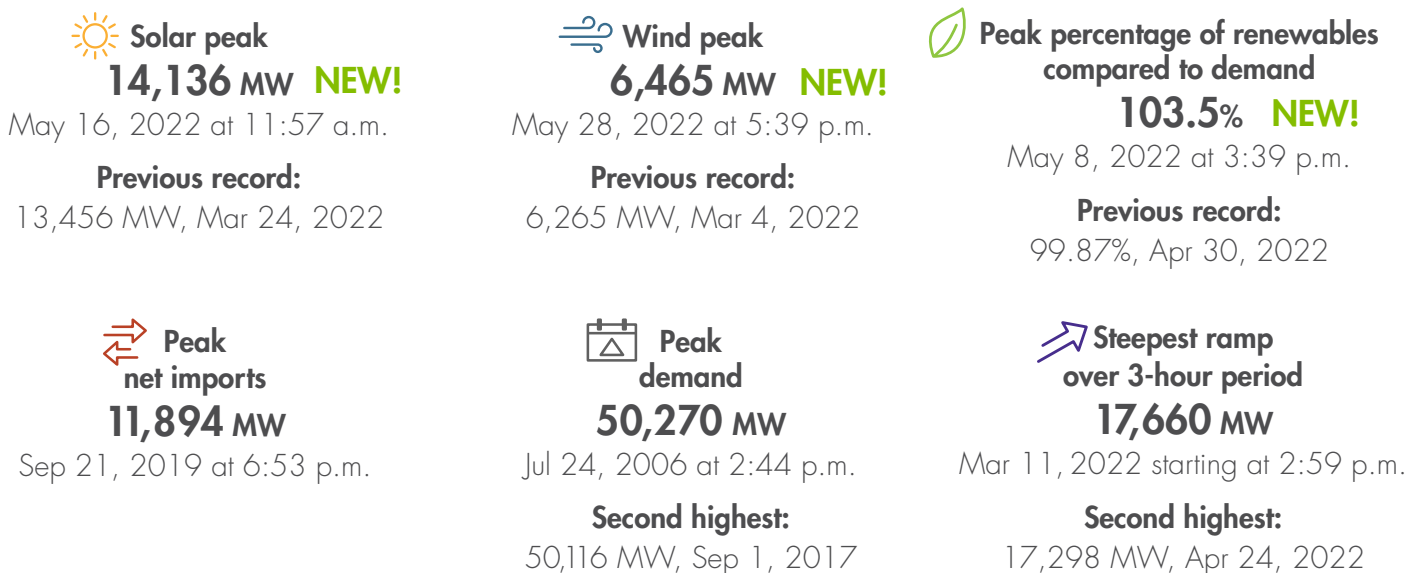 Solar peak
14,136 MW NEW!
May 16, 2022 at 11:57 a.m.
Previous record:
13,456 MW, Mar 24, 2022
Wind peak
6,465 MW NEW!
May 28, 2022 at 5:39 p.m.
Previous record:
6,265 MW, Mar 4, 2022
Peak percentage of renewables
compared to demand
103.5% NEW!
May 8, 2022 at 3:39 p.m.
Previous record:
99.87%, Apr 30, 2022
Peak
net imports
11,894 MW
Sep 21, 2019 at 6:53 p.m.
Peak
demand
50,270 MW
Jul 24, 2006 at 2:44 p.m.
Second highest:
50,116 MW, Sep 1, 2017
Steepest ramp
over 3-hour period
17,660 MW
Mar 11, 2022 starting at 2:59 p.m.
Second highest:
17,298 MW, Apr 24, 2022